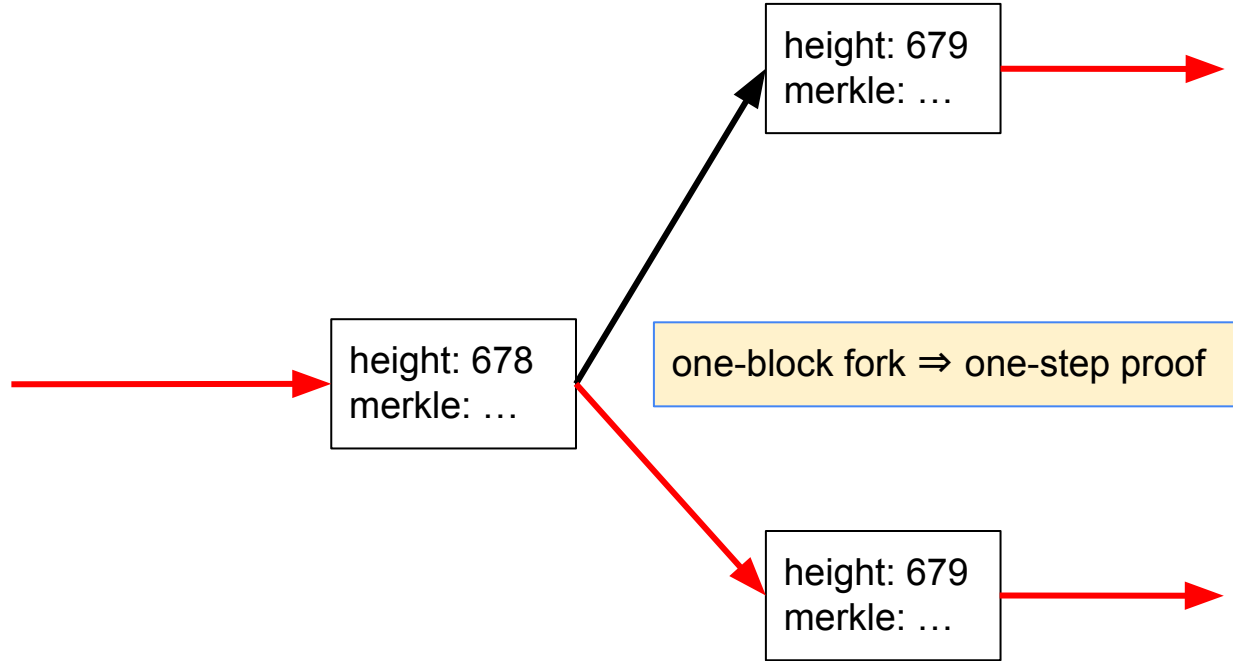 height: 679
merkle: …
height: 678
merkle: …
one-block fork ⇒ one-step proof
height: 679
merkle: …